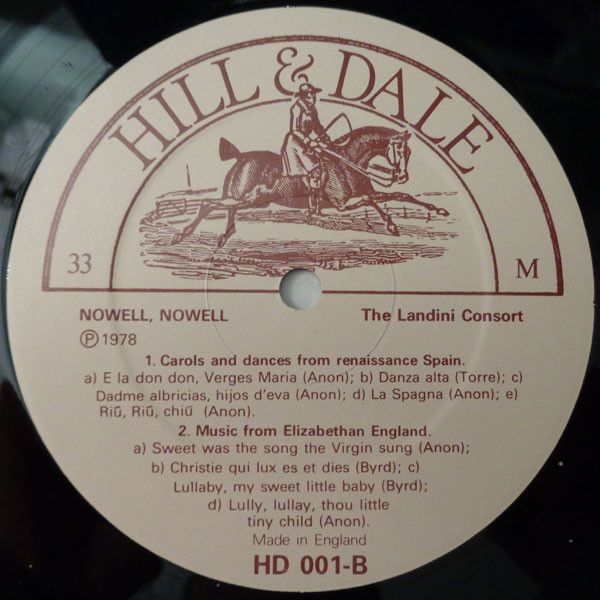 HILL & DALE
33 M
NOWELL, NOWELL The Landini Consort
Ⓟ 1978
1. Carols and dances from renaissance Spain.
a) E la don don, Verges Maria (Anon); b) Danza alta (Torre); c)
Dadme albricias, hijos d'eva (Anon); d) La Spagna (Anon); e)
Riũ, Riũ, chiũ (Anon).
2. Music from Elizabethan England.
a) Sweet was the song the Virgin sung (Anon);
b) Christie qui lux es et dies (Byrd); c)
Lullaby, my sweet little baby (Byrd);
d) Lully, lullay, thou little
tiny child (Anon).
Made in England
HD 001-B